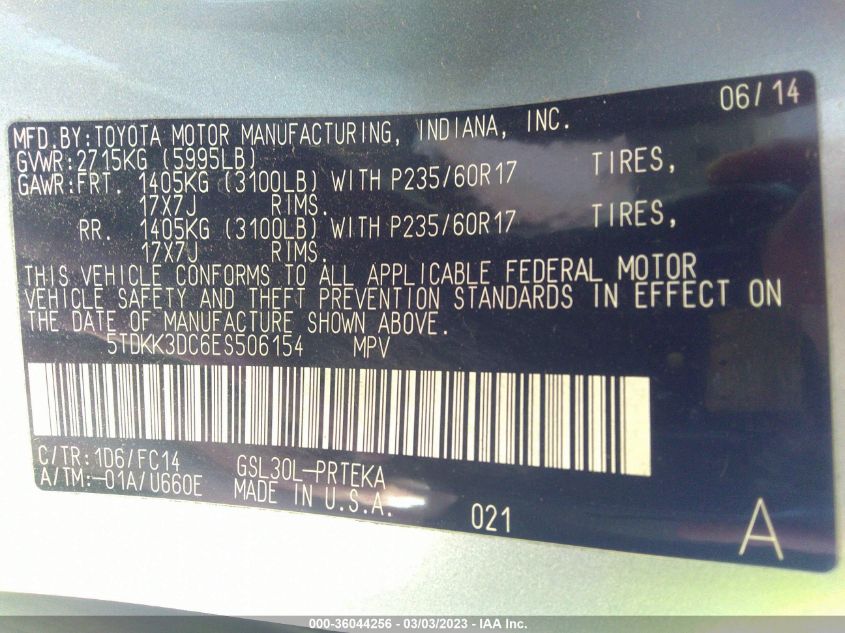 06/14
MFD.BY:TOYOTA MOTOR MANUFACTURING, INDIANA, INC.
GVWR:2715KG (5995LB)
GAWR:FRT. 1405KG (3100LB) WITH P235/60R17 TIRES,
17X7J RIMS.
RR. 1405KG (3100LB) WITH P235/60R17 TIRES,
17X7J RIMS.
THIS VEHICLE CONFORMS TO ALL APPLICABLE FEDERAL MOTOR
VEHICLE SAFETY AND THEFT PREVENTION STANDARDS IN EFFECT ON
THE DATE OF MANUFACTURE SHOWN ABOVE.
5TDKK3DC6ES506154 MPV
C/TR:1D6/FC14 GSL30L-PRTEKA
A/TM:-01A/U660E MADE IN U.S.A.
021
A
000-36044256 - 03/03/2023 - IAA Inc.